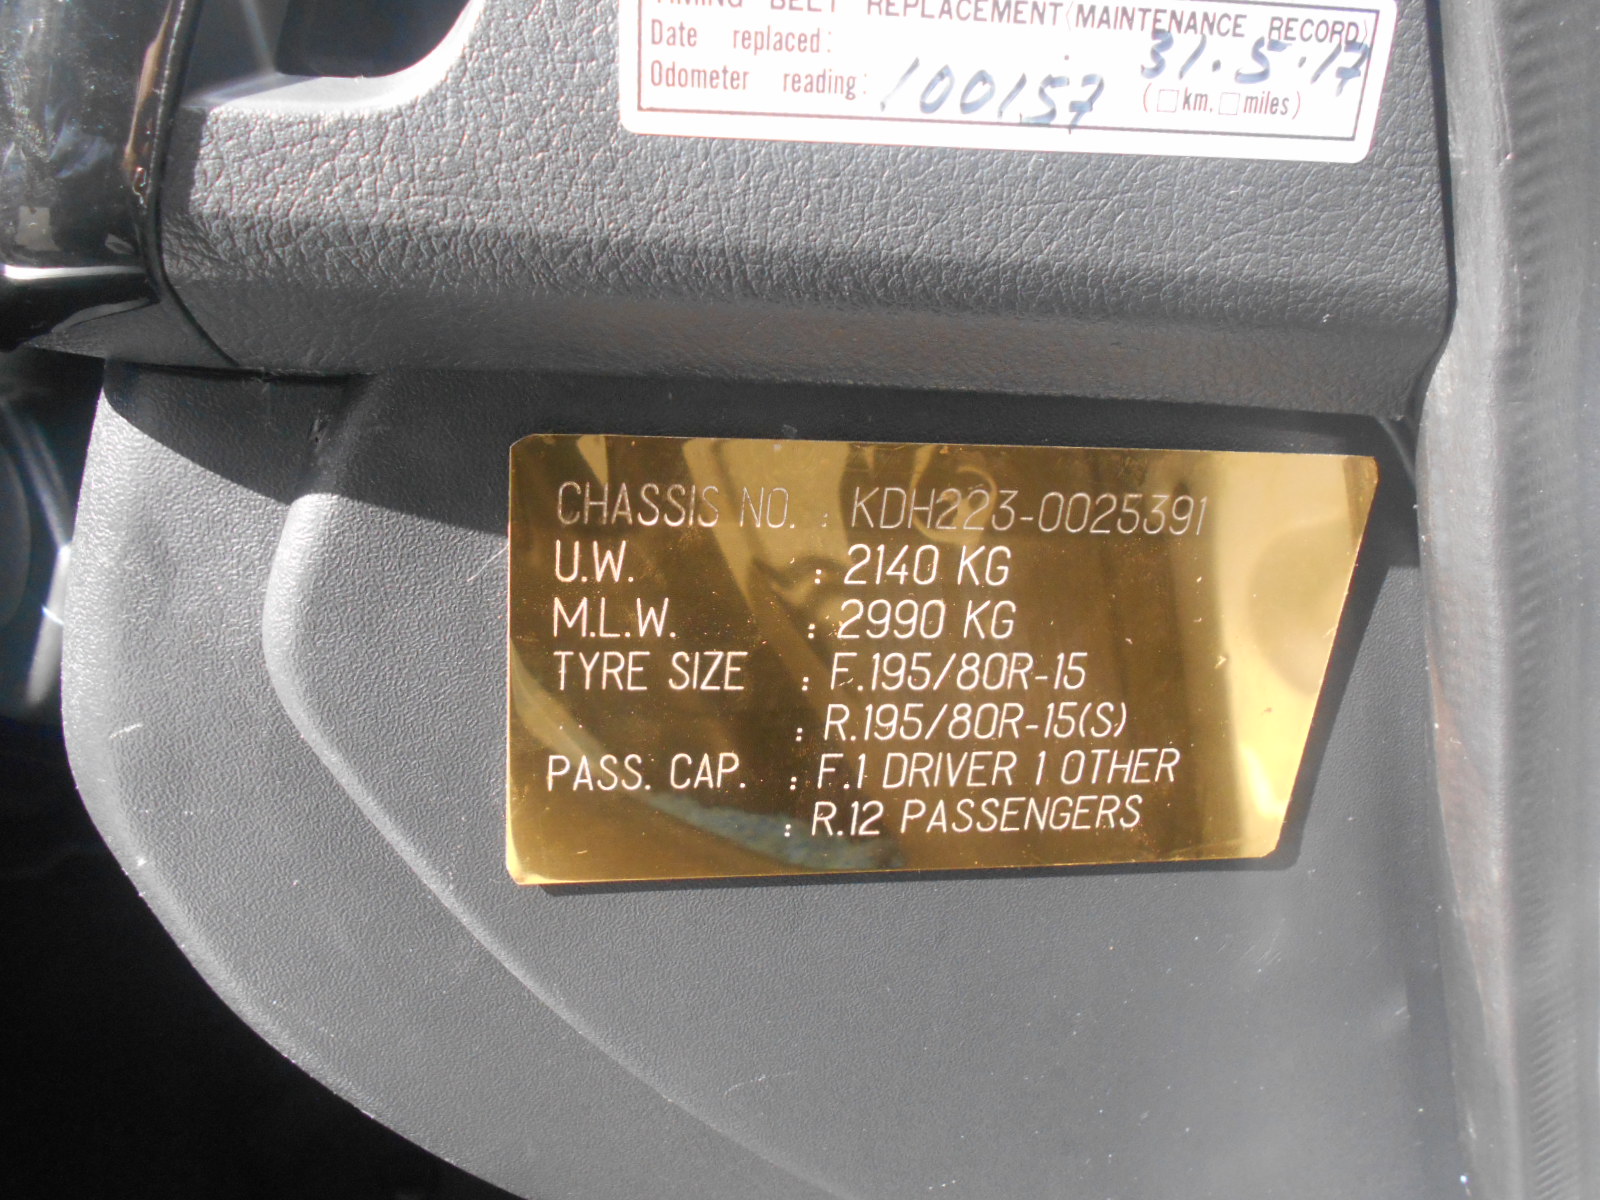 TIMING BELT REPLACEMENT (MAINTENANCE RECORD)
Date replaced: 31.5.17
Odometer reading: 100157 (□km. □miles)
CHASSIS NO. : KDH223-0025391
U.W. : 2140 KG
M.L.W. : 2990 KG
TYRE SIZE : F.195/80R-15
: R.195/80R-15(S)
PASS. CAP. : F.1 DRIVER 1 OTHER
: R.12 PASSENGERS